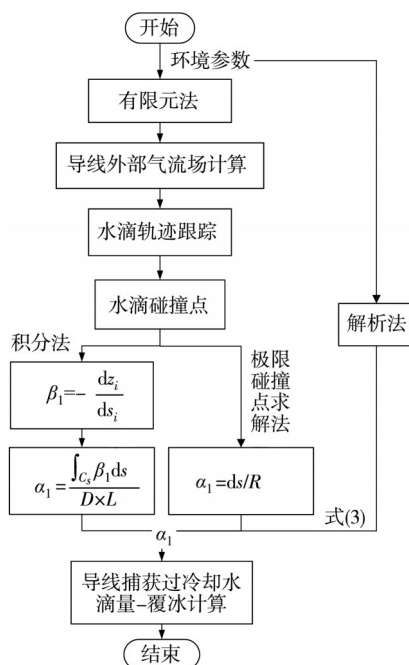 开始
环境参数
有限元法
导线外部气流场计算
水滴轨迹跟踪
水滴碰撞点
解析法
积分法
极限
碰撞
点求
解法
β₁=- dzᵢ/dsᵢ
α₁= ∫_{Cₛ} β₁ds / D×L
α₁=ds/R
式(3)
α₁
导线捕获过冷却水
滴量-覆冰计算
结束